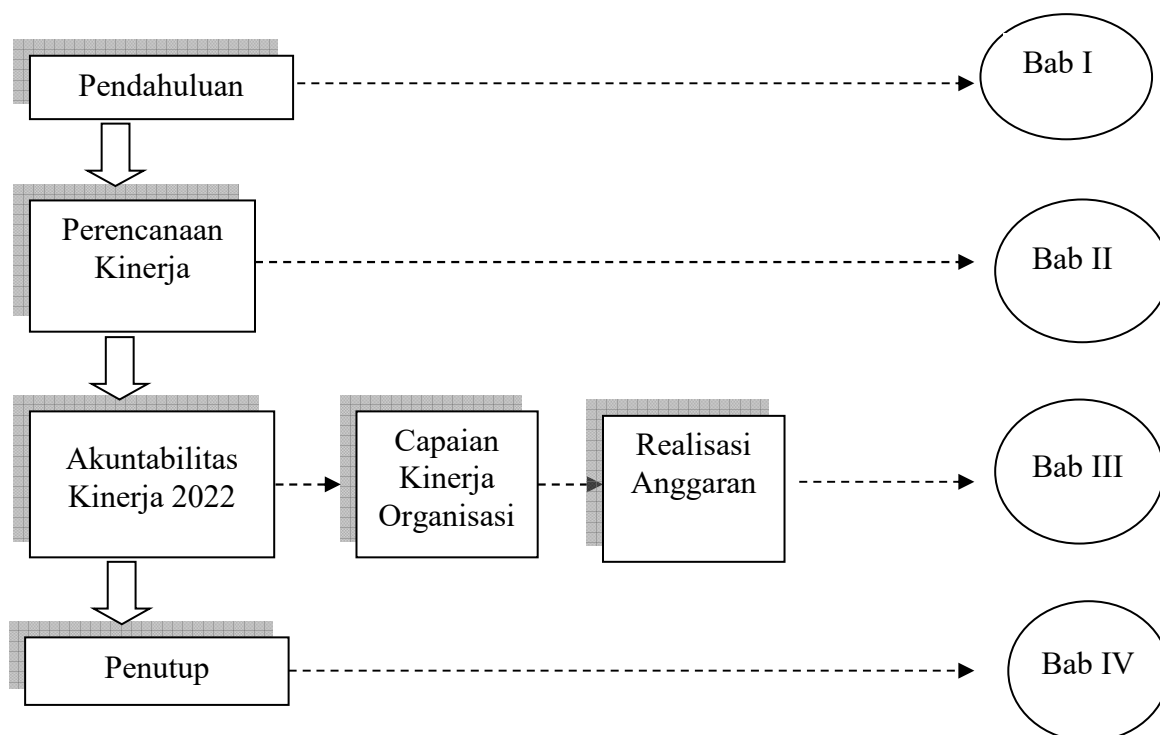 Pendahuluan
Bab I
Perencanaan
Kinerja
Bab II
Akuntabilitas
Kinerja 2022
Capaian
Kinerja
Organisasi
Realisasi
Anggaran
Bab III
Penutup
Bab IV